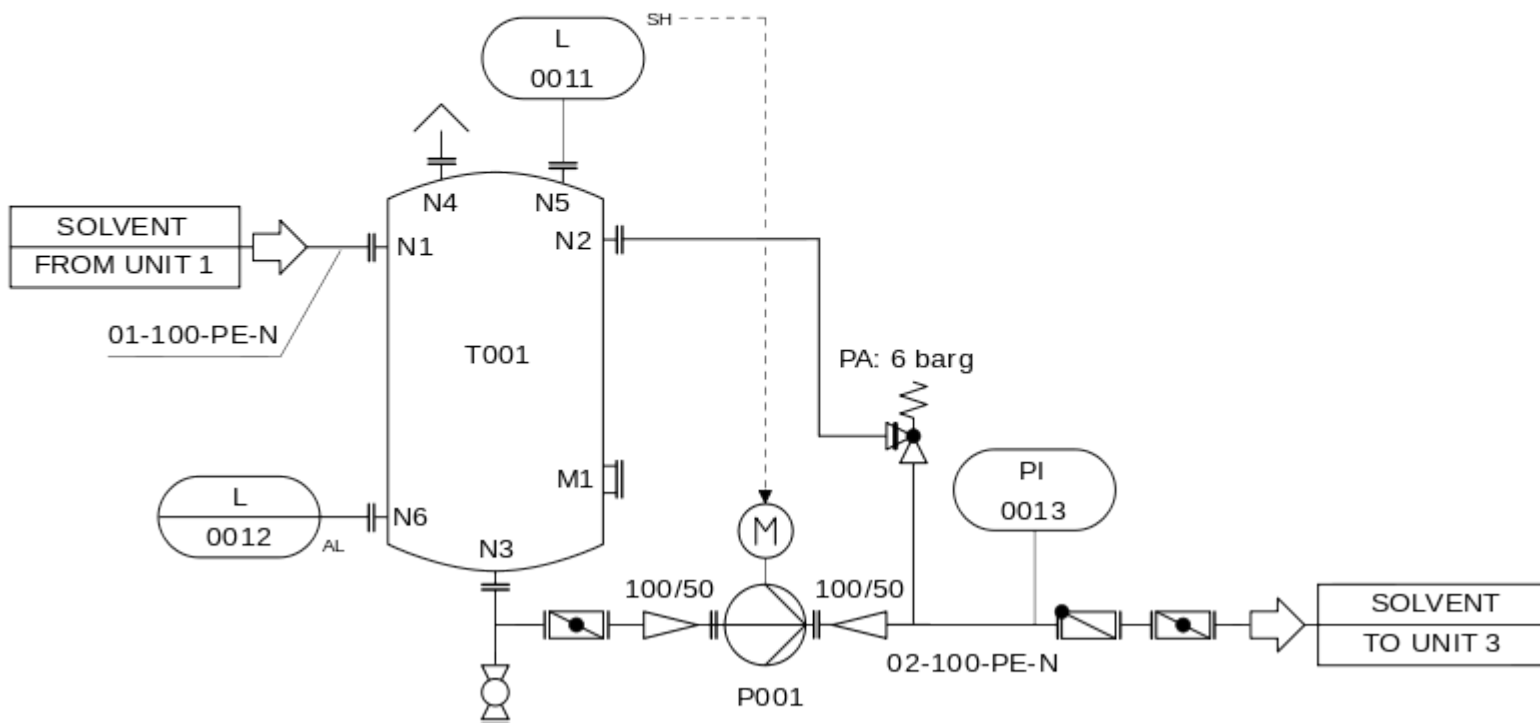 SH
L
0011
N4
N5
SOLVENT
FROM UNIT 1
N1
N2
01-100-PE-N
T001
PA: 6 barg
M1
PI
0013
L
0012
AL
N6
N3
M
100/50
100/50
SOLVENT
TO UNIT 3
02-100-PE-N
P001